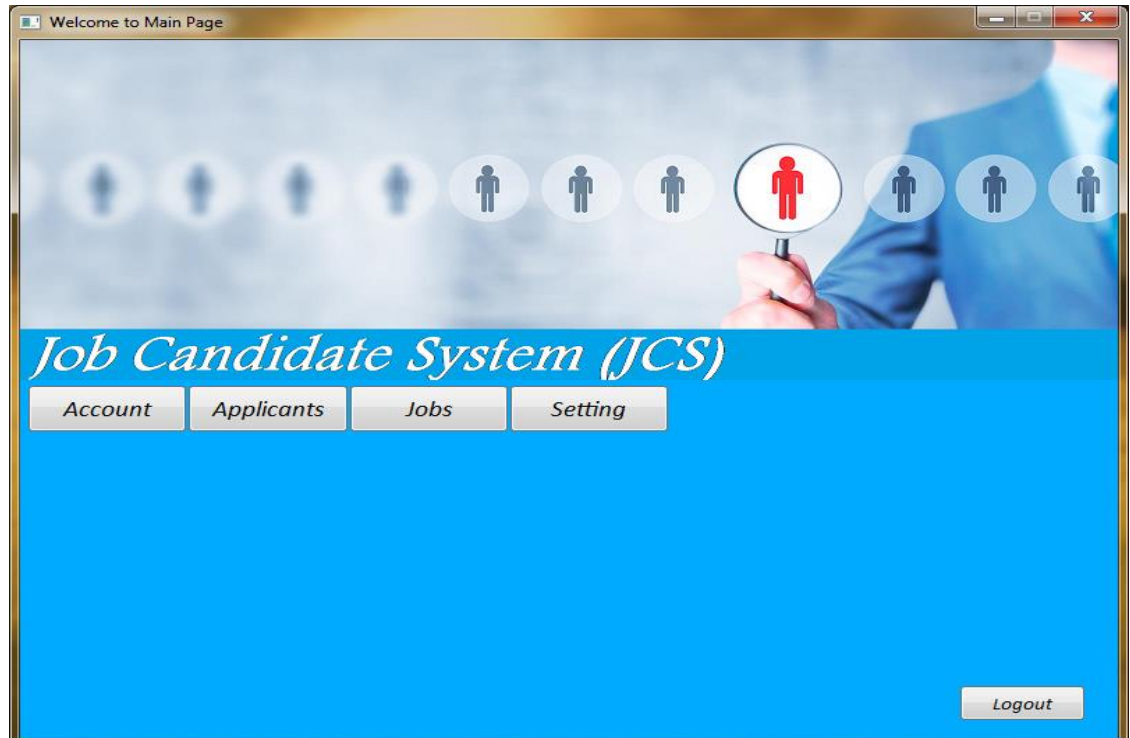 Welcome to Main Page
Job Candidate System (JCS)
Account Applicants Jobs Setting
Logout